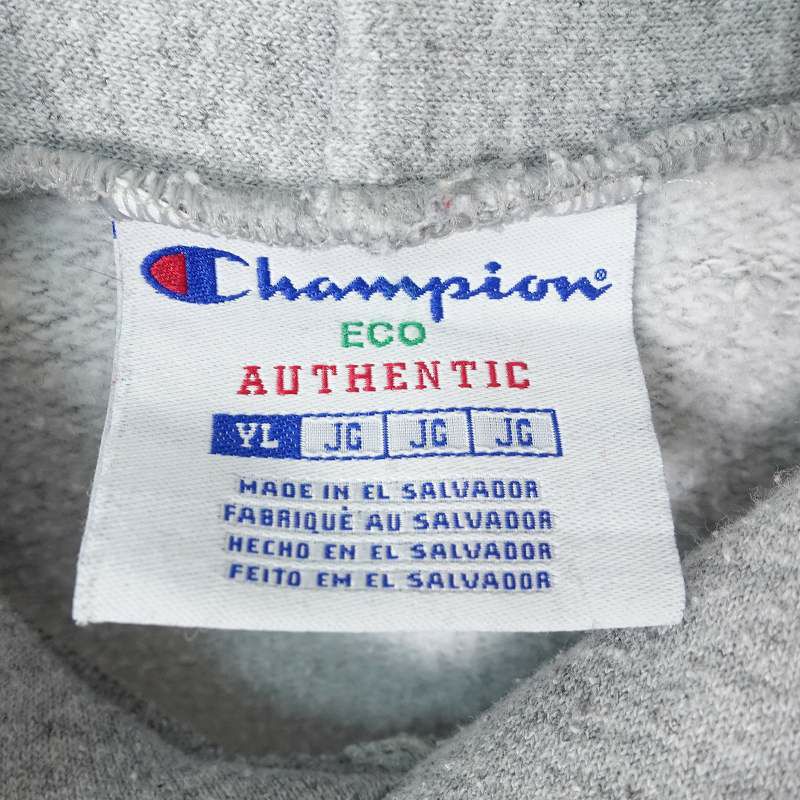 Champion®
ECO
AUTHENTIC
YL JG JG JG
MADE IN EL SALVADOR
FABRIQUÉ AU SALVADOR
HECHO EN EL SALVADOR
FEITO EM EL SALVADOR